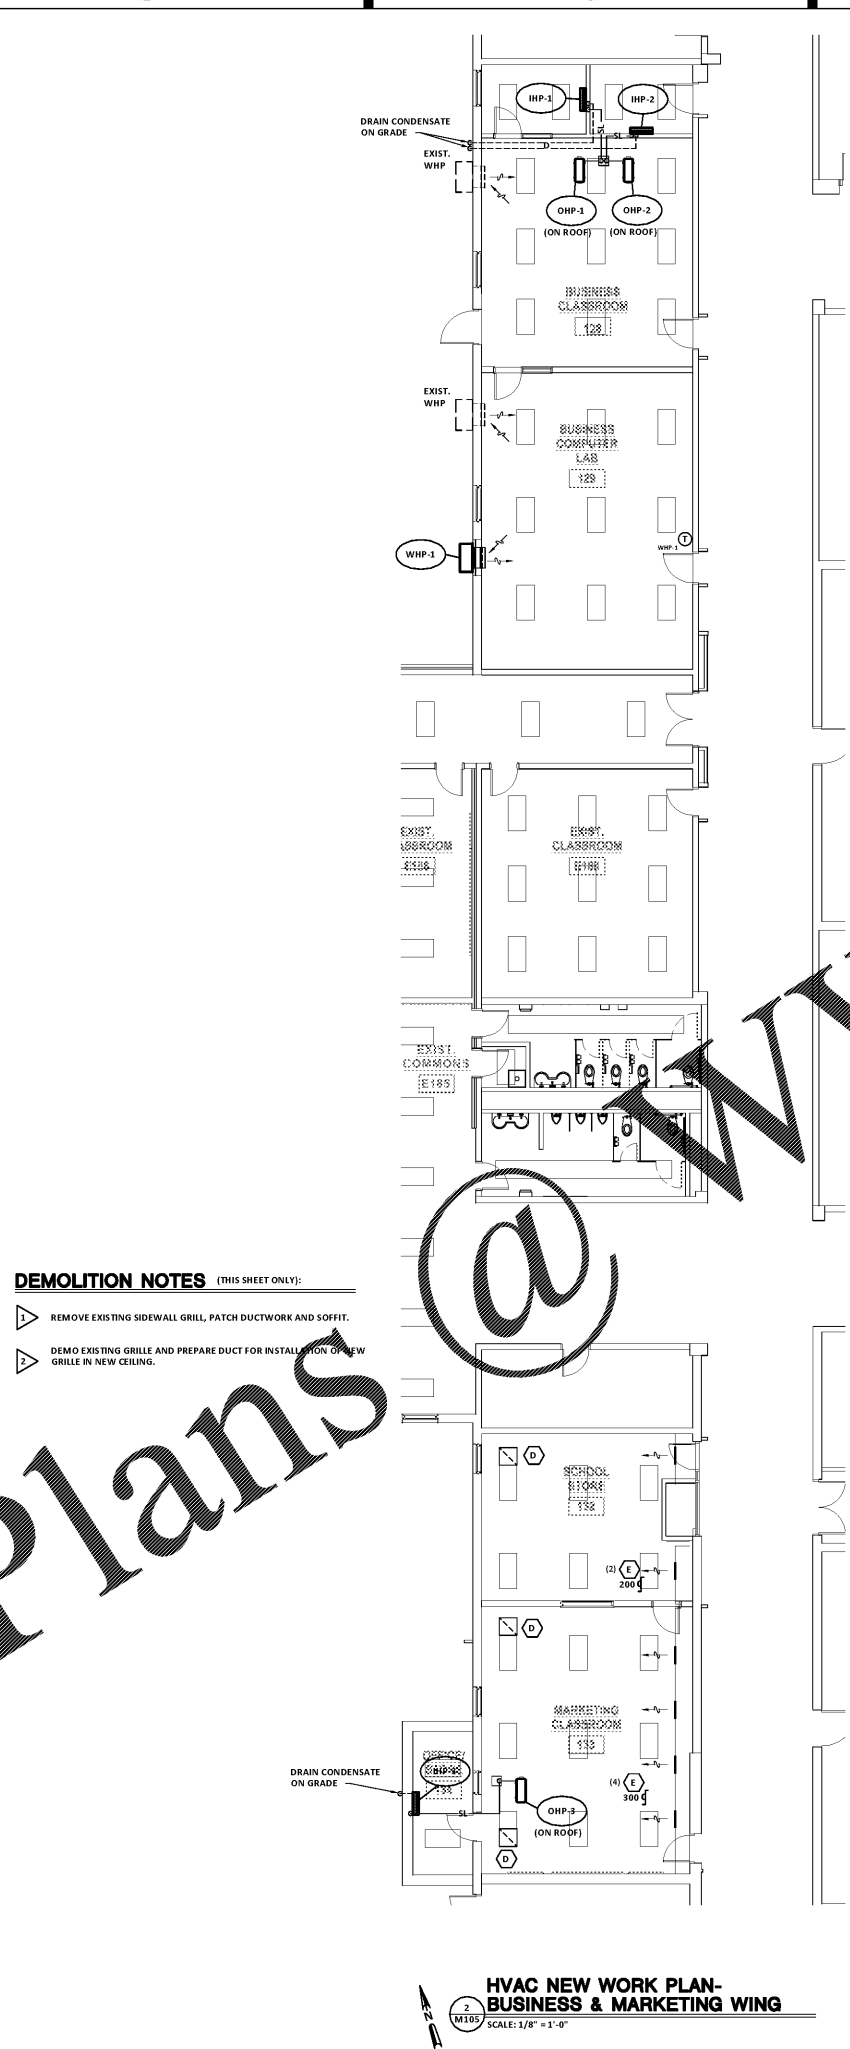 IHP-1
IHP-2
DRAIN CONDENSATE
ON GRADE
SL
SL
D
EXIST.
WHP
OHP-1
OHP-2
(ON ROOF)
(ON ROOF)
BUSINESS
CLASSROOM
128
EXIST.
WHP
BUSINESS
COMPUTER
LAB
129
T
WHP-1
WHP-1
EXIST.
CLASSROOM
EXIST.
CLASSROOM
EXIST.
COMMONS
E185
DEMOLITION NOTES (THIS SHEET ONLY):
1 REMOVE EXISTING SIDEWALL GRILL, PATCH DUCTWORK AND SOFFIT.
2 DEMO EXISTING GRILLE AND PREPARE DUCT FOR INSTALLATION OF NEW
GRILLE IN NEW CEILING.
Plans @ w
D
SCHOOL
STORE
132
(2) E
200
D
MARKETING
CLASSROOM
133
OFFICE/
DRAIN CONDENSATE
ON GRADE
(4) E
300
SL
OHP-3
(ON ROOF)
D
2
M105
HVAC NEW WORK PLAN-
BUSINESS & MARKETING WING
SCALE: 1/8" = 1'-0"